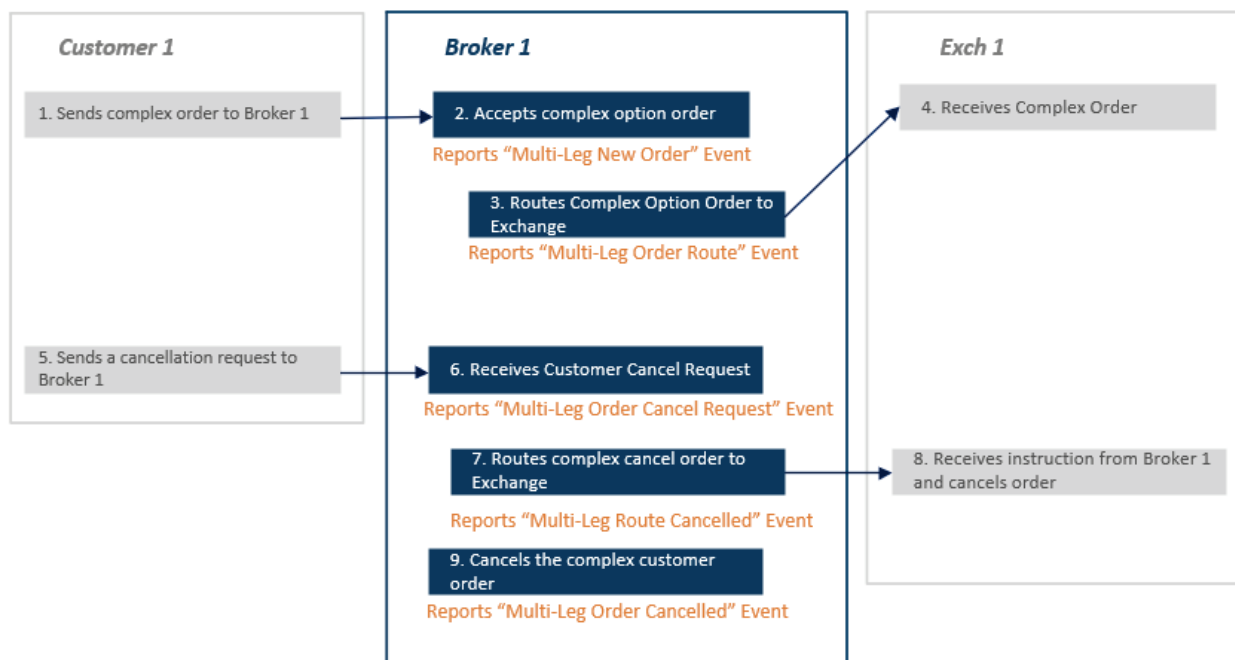 Customer 1
Broker 1
Exch 1
1. Sends complex order to Broker 1
2. Accepts complex option order
4. Receives Complex Order
Reports “Multi-Leg New Order” Event
3. Routes Complex Option Order to
Exchange
Reports “Multi-Leg Order Route” Event
5. Sends a cancellation request to
Broker 1
6. Receives Customer Cancel Request
Reports “Multi-Leg Order Cancel Request” Event
7. Routes complex cancel order to
Exchange
8. Receives instruction from Broker 1
and cancels order
Reports “Multi-Leg Route Cancelled” Event
9. Cancels the complex customer
order
Reports “Multi-Leg Order Cancelled” Event